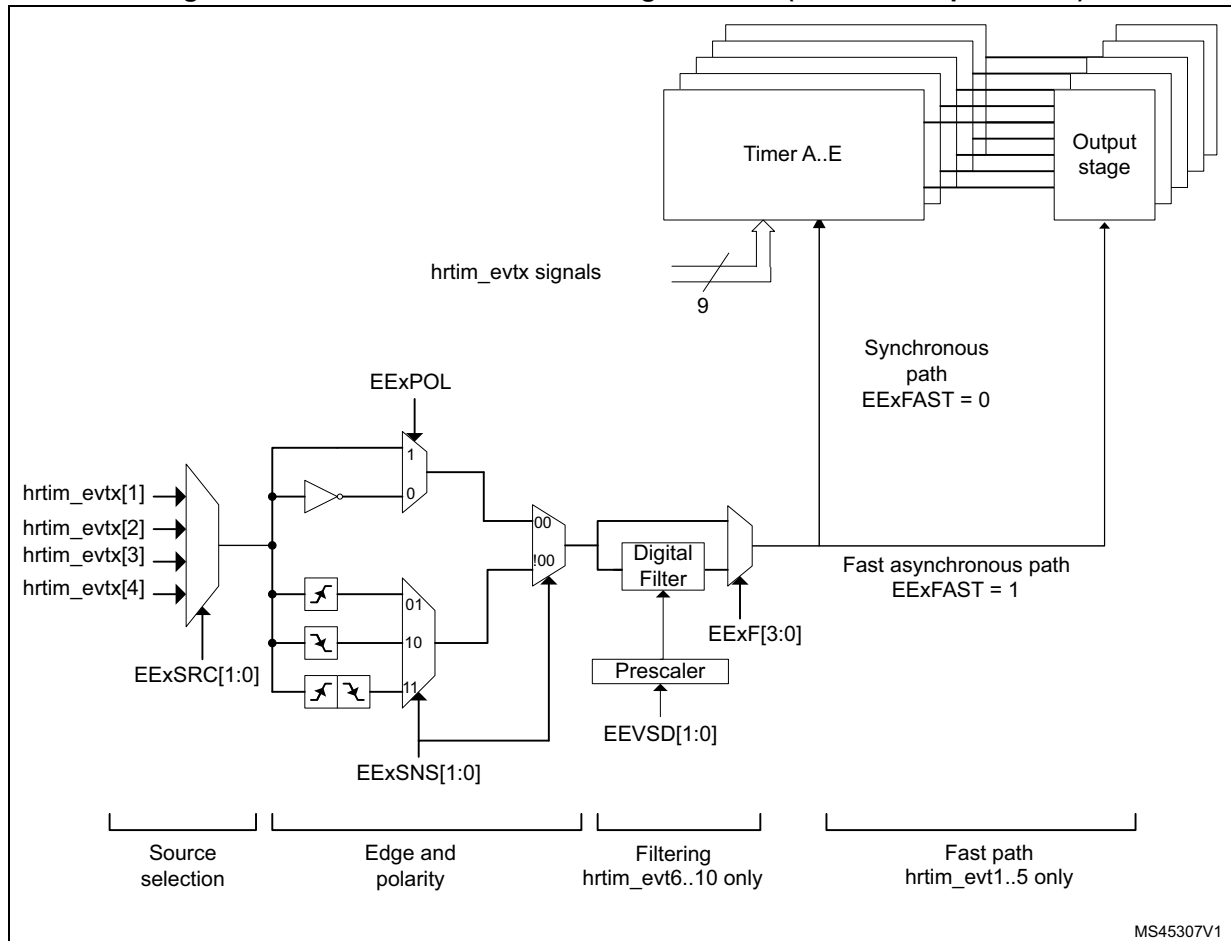 Timer A..E
Output
stage
hrtim_evtx signals
9
Synchronous
path
EExFAST = 0
EExPOL
1
0
hrtim_evtx[1]
hrtim_evtx[2]
hrtim_evtx[3]
hrtim_evtx[4]
00
!00
Digital
Filter
Fast asynchronous path
EExFAST = 1
01
10
11
EExF[3:0]
EExSRC[1:0]
Prescaler
EEVSD[1:0]
EExSNS[1:0]
Source
selection
Edge and
polarity
Filtering
hrtim_evt6..10 only
Fast path
hrtim_evt1..5 only
MS45307V1